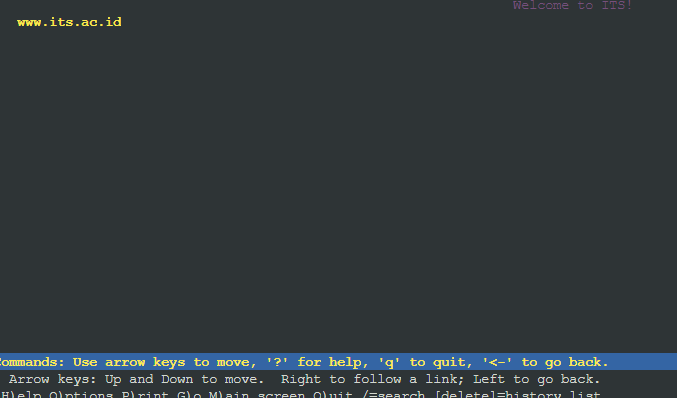 Welcome to ITS!
www.its.ac.id
Commands: Use arrow keys to move, '?' for help, 'q' to quit, '<-' to go back.
Arrow keys: Up and Down to move.  Right to follow a link; Left to go back.
H)elp O)ptions P)rint G)o M)ain screen Q)uit /=search [delete]=history list